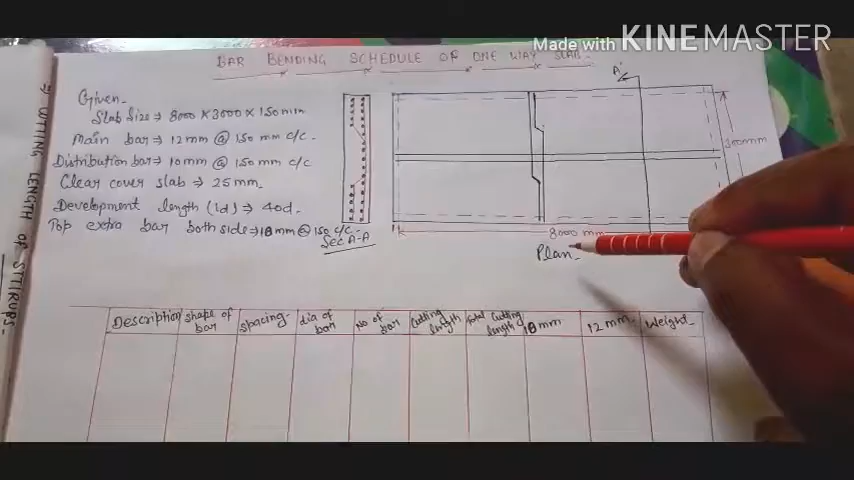 Made with KINEMASTER
BAR BENDING SCHEDULE OF ONE WAY SLAB.
Given-
Slab Size → 8000 X 3000 X 150 mm
Main bar → 12 mm @ 150 mm c/c.
Distribution bar → 10 mm @ 150 mm c/c
Clear cover slab → 25 mm.
Development length (ld) → 40d.
Top extra bar both side → 10 mm @ 150 c/c.
Sec A-A
A'
3000mm
8000 mm
Plan-
Description shape of bar spacing- dia of bar No of bar Cutting length Total Cutting length 10 mm 12 mm. Weight-
⇒ CUTTING LENGTH OF STIRUPS-